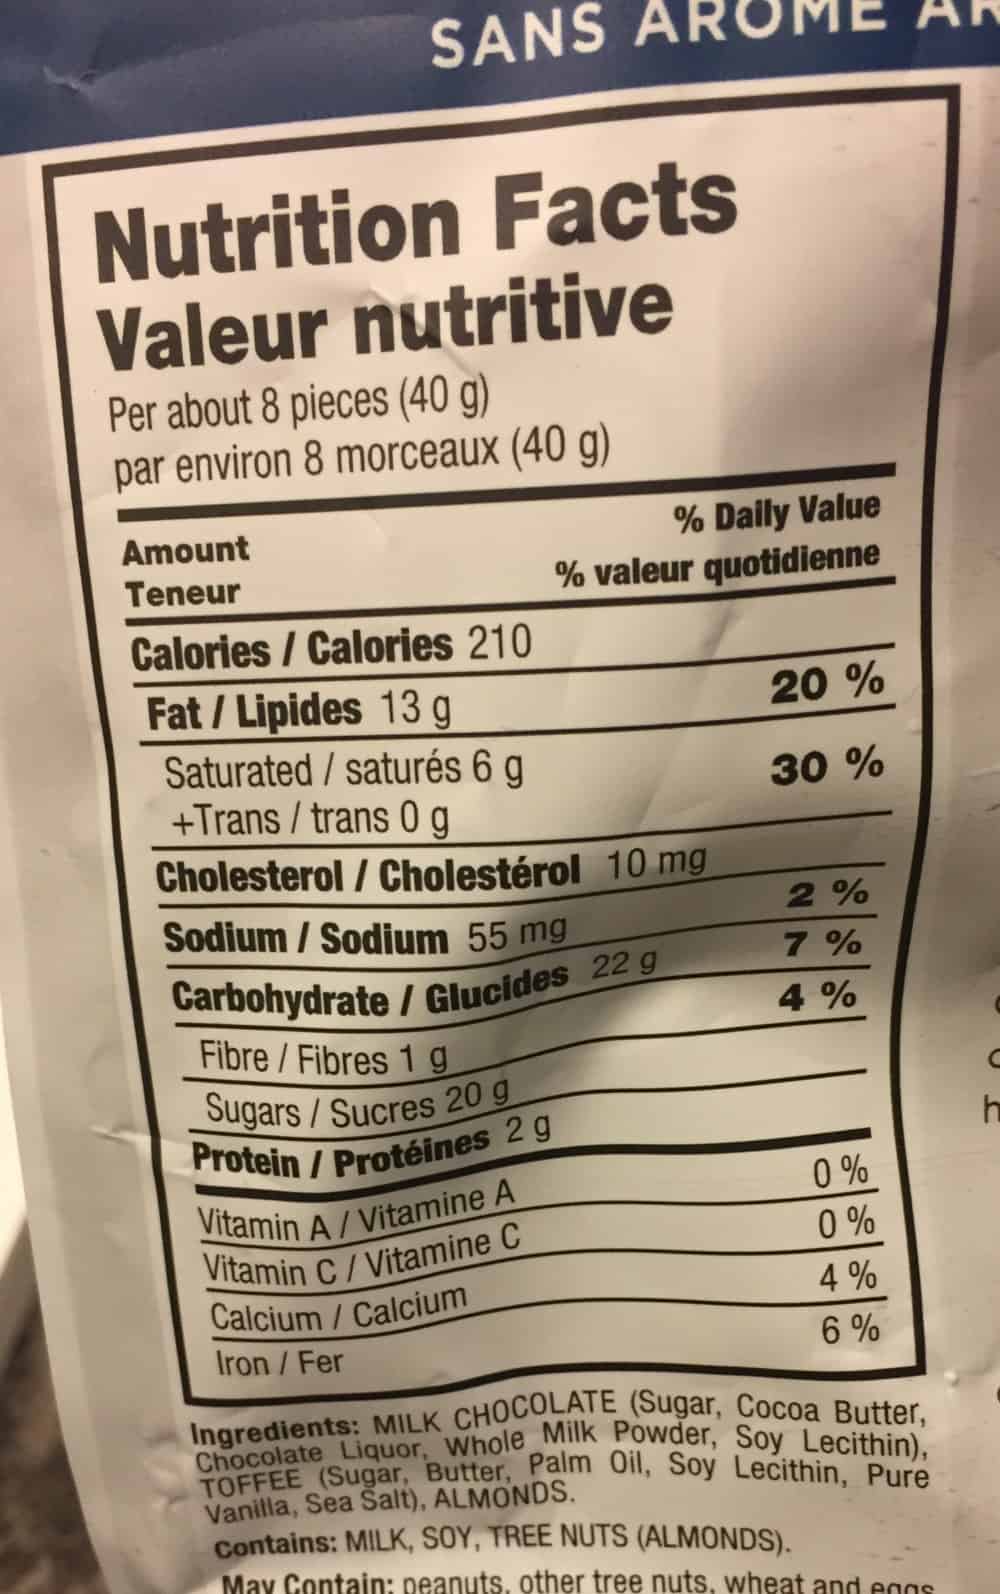 SANS AROME
Nutrition Facts
Valeur nutritive
Per about 8 pieces (40 g)
par environ 8 morceaux (40 g)
Amount
Teneur
% Daily Value
% valeur quotidienne
Calories / Calories 210
Fat / Lipides 13 g 20 %
Saturated / saturés 6 g
+Trans / trans 0 g
30 %
Cholesterol / Cholestérol 10 mg
Sodium / Sodium 55 mg 2 %
Carbohydrate / Glucides 22 g 7 %
Fibre / Fibres 1 g 4 %
Sugars / Sucres 20 g
Protein / Protéines 2 g
Vitamin A / Vitamine A 0 %
Vitamin C / Vitamine C 0 %
Calcium / Calcium 4 %
Iron / Fer 6 %
Ingredients: MILK CHOCOLATE (Sugar, Cocoa Butter,
Chocolate Liquor, Whole Milk Powder, Soy Lecithin),
TOFFEE (Sugar, Butter, Palm Oil, Soy Lecithin, Pure
Vanilla, Sea Salt), ALMONDS.
Contains: MILK, SOY, TREE NUTS (ALMONDS).
May Contain: peanuts, other tree nuts, wheat and eggs